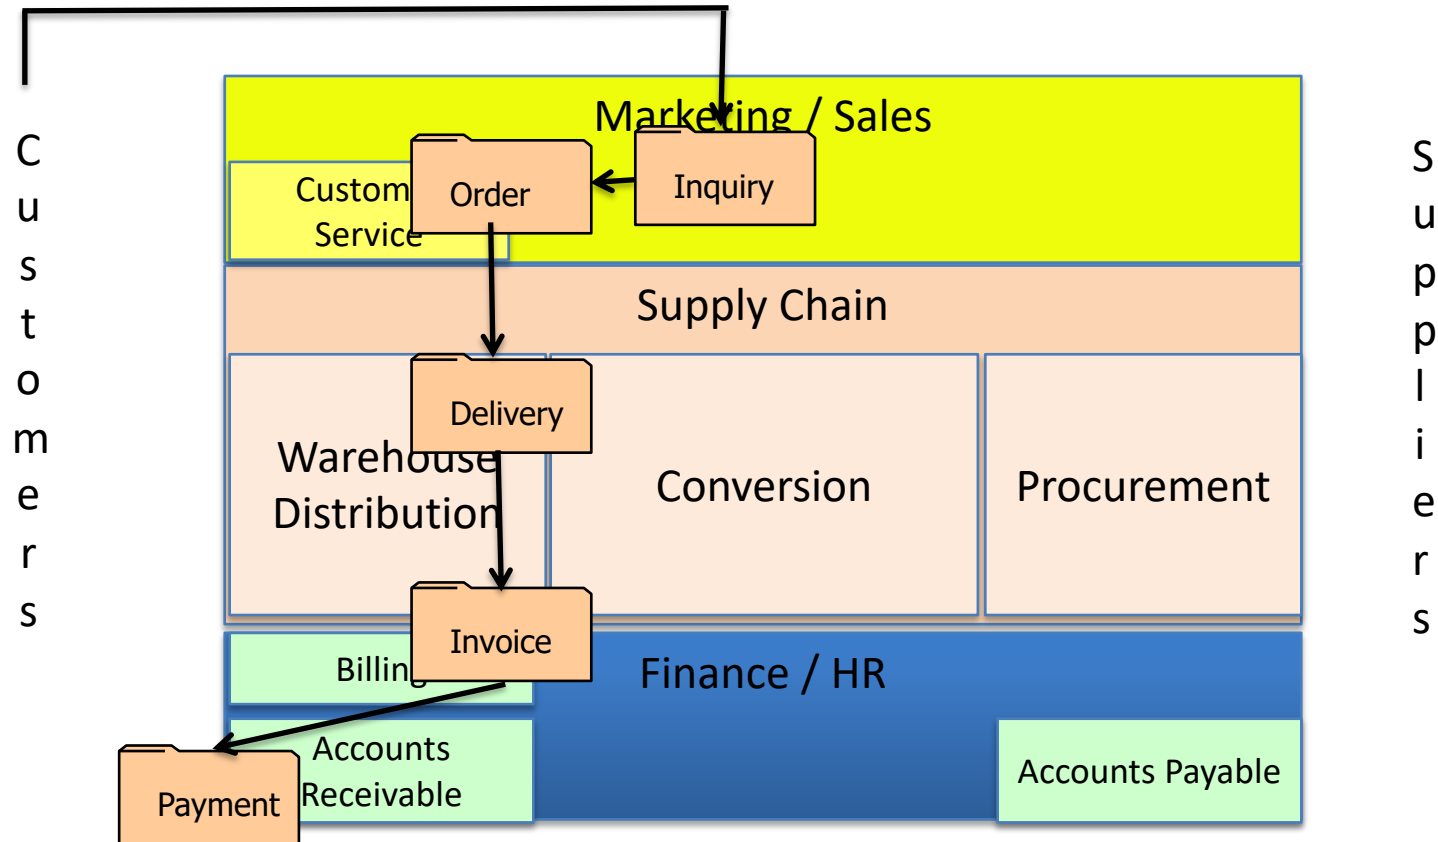 Customers
Marketing / Sales
Inquiry
Order
Custom
Service
Supply Chain
Delivery
Warehouse
Distribution
Conversion
Procurement
Invoice
Billing
Finance / HR
Accounts
Receivable
Payment
Accounts Payable
Suppliers